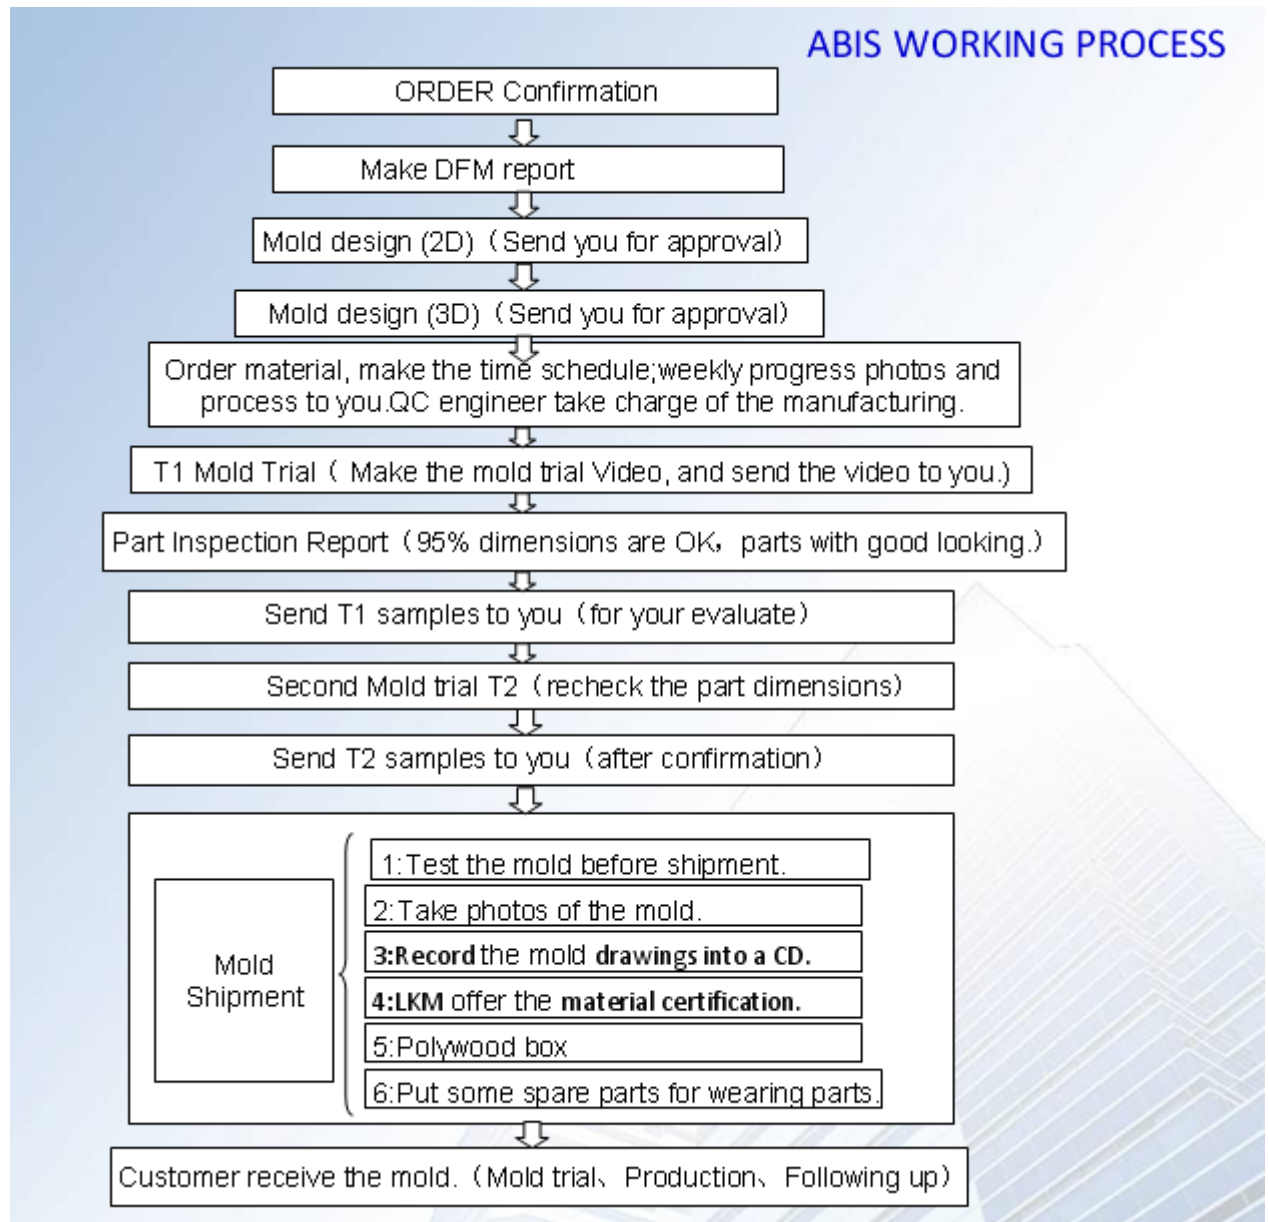 ABIS WORKING PROCESS
ORDER Confirmation
Make DFM report
Mold design (2D)（Send you for approval）
Mold design (3D)（Send you for approval）
Order material, make the time schedule;weekly progress photos and
process to you.QC engineer take charge of the manufacturing.
T1 Mold Trial（ Make the mold trial Video, and send the video to you.)
Part Inspection Report（95% dimensions are OK，parts with good looking.）
Send T1 samples to you（for your evaluate）
Second Mold trial T2（recheck the part dimensions）
Send T2 samples to you（after confirmation）
Mold
Shipment
1:Test the mold before shipment.
2:Take photos of the mold.
3:Record the mold drawings into a CD.
4:LKM offer the material certification.
5:Polywood box
6:Put some spare parts for wearing parts.
Customer receive the mold.（Mold trial、Production、Following up）